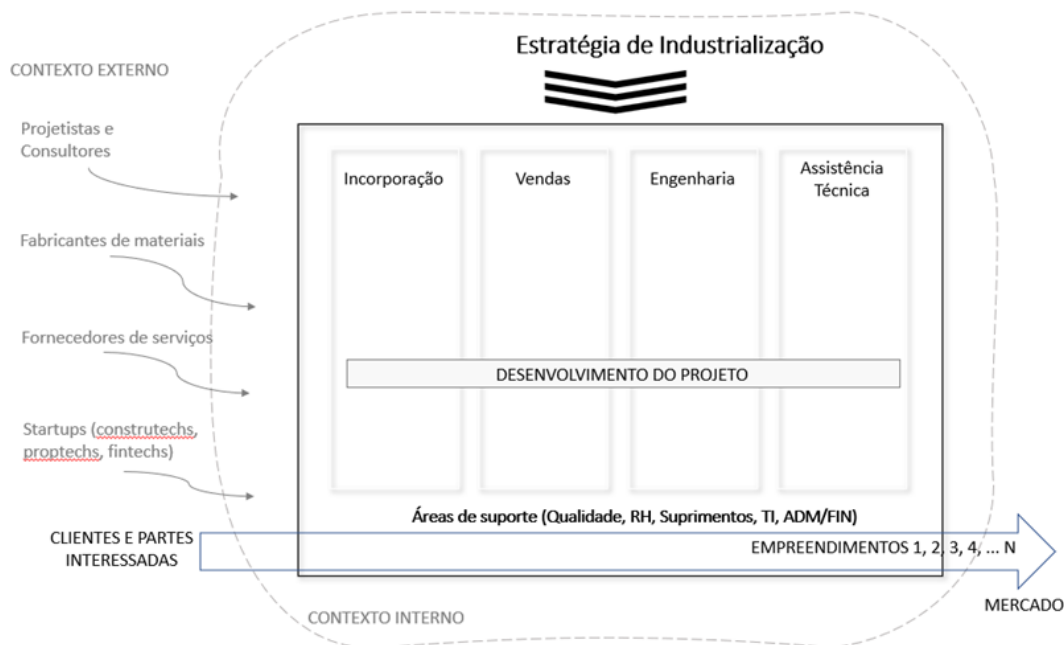 Estratégia de Industrialização
CONTEXTO EXTERNO
Projetistas e
Consultores
Fabricantes de materiais
Fornecedores de serviços
Startups (construtechs,
proptechs, fintechs)
Incorporação
Vendas
Engenharia
Assistência
Técnica
DESENVOLVIMENTO DO PROJETO
Áreas de suporte (Qualidade, RH, Suprimentos, TI, ADM/FIN)
CLIENTES E PARTES
INTERESSADAS
EMPREENDIMENTOS 1, 2, 3, 4, ... N
MERCADO
CONTEXTO INTERNO